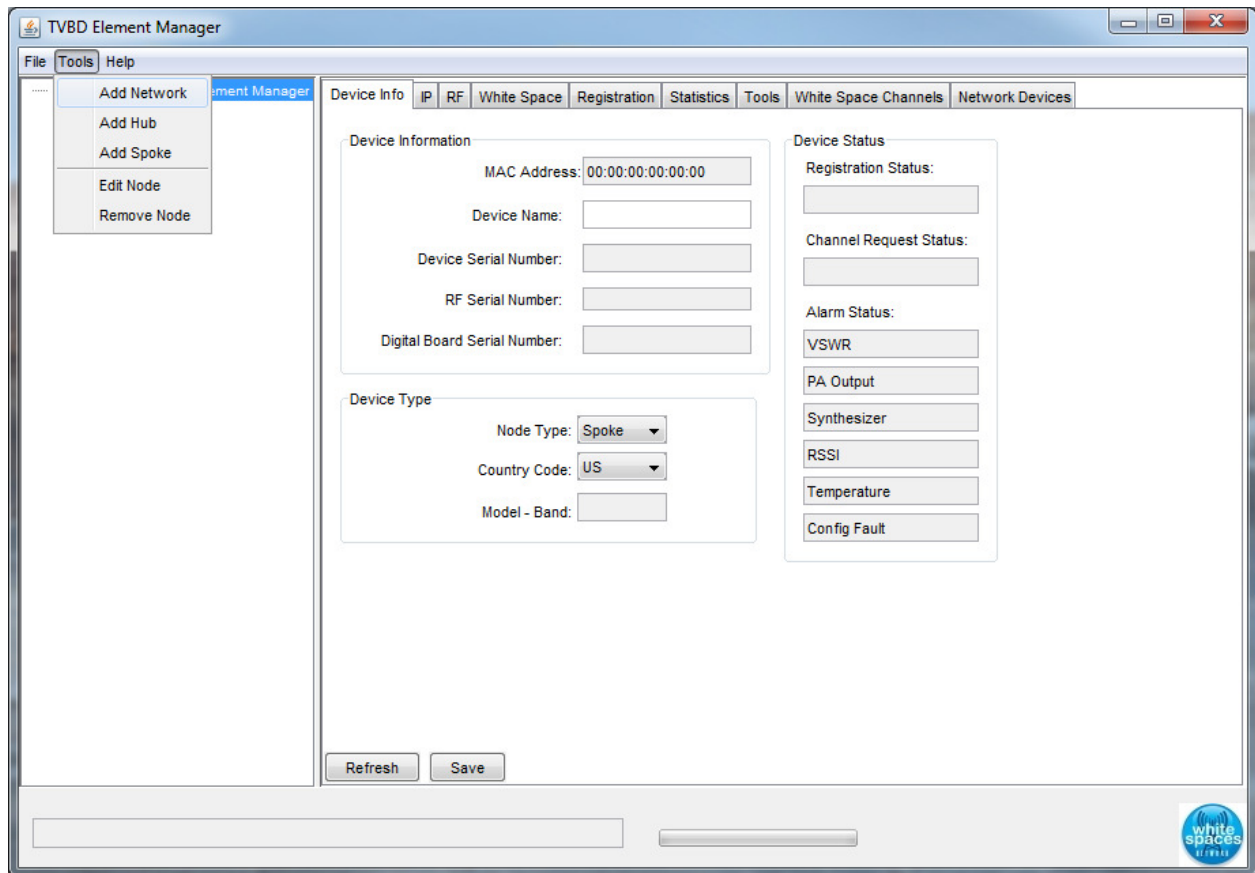 TVBD Element Manager
File Tools Help
Add Network
Add Hub
Add Spoke
Edit Node
Remove Node
ement Manager
Device Info IP RF White Space Registration Statistics Tools White Space Channels Network Devices
Device Information
MAC Address: 00:00:00:00:00:00
Device Name:
Device Serial Number:
RF Serial Number:
Digital Board Serial Number:
Device Type
Node Type: Spoke
Country Code: US
Model - Band:
Device Status
Registration Status:
Channel Request Status:
Alarm Status:
VSWR
PA Output
Synthesizer
RSSI
Temperature
Config Fault
Refresh Save
white
spaces
NETWORK